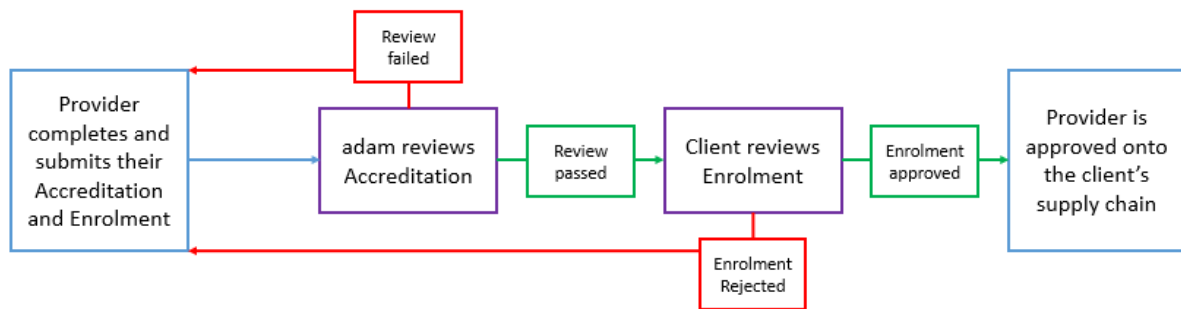 Review
failed
Provider
completes and
submits their
Accreditation
and Enrolment
adam reviews
Accreditation
Review
passed
Client reviews
Enrolment
Enrolment
approved
Provider is
approved onto
the client's
supply chain
Enrolment
Rejected